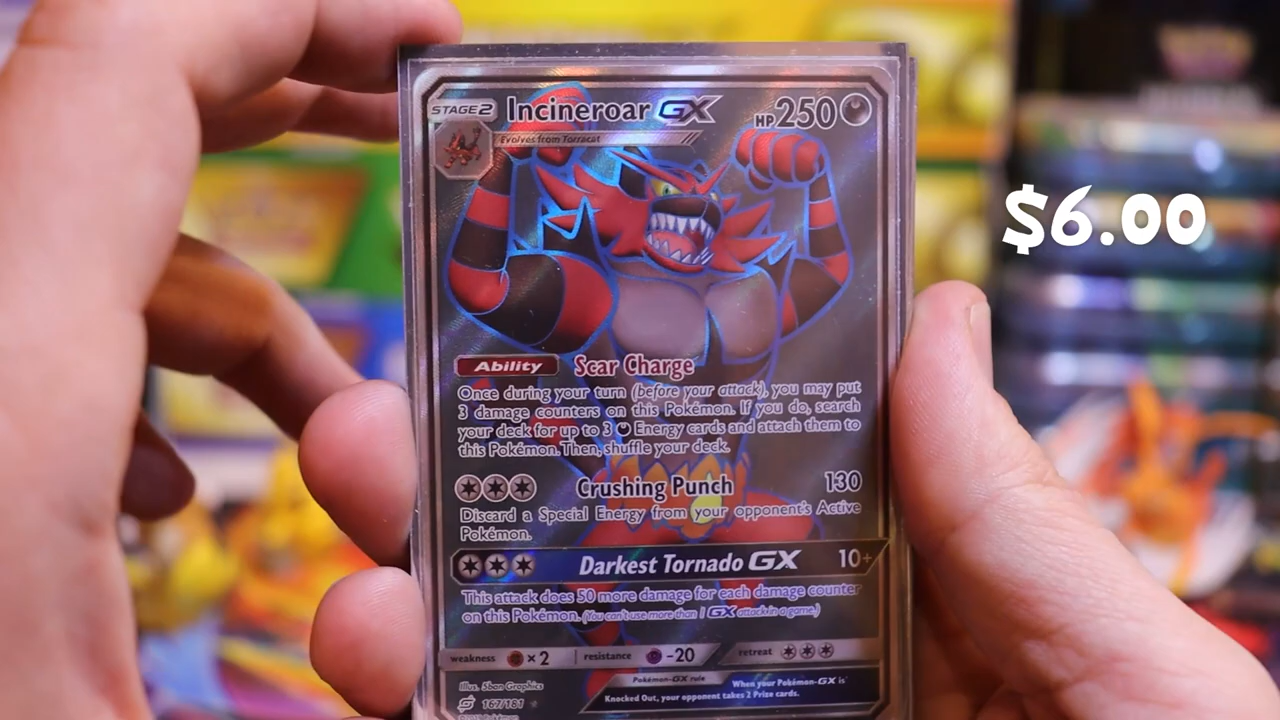 STAGE2 Incineroar GX HP250
Evolves from Torracat
$6.00
Ability Scar Charge
Once during your turn (before your attack), you may put
3 damage counters on this Pokémon. If you do, search
your deck for up to 3 Energy cards and attach them to
this Pokémon. Then, shuffle your deck.
Crushing Punch 130
Discard a Special Energy from your opponent's Active
Pokémon.
Darkest Tornado GX 10+
This attack does 50 more damage for each damage counter
on this Pokémon. (You can't use more than 1 GX attack in a game.)
weakness ×2 resistance -20 retreat
Illus. 5ban Graphics Pokémon-GX rule When your Pokémon-GX is
Knocked Out, your opponent takes 2 Prize cards.
167/181